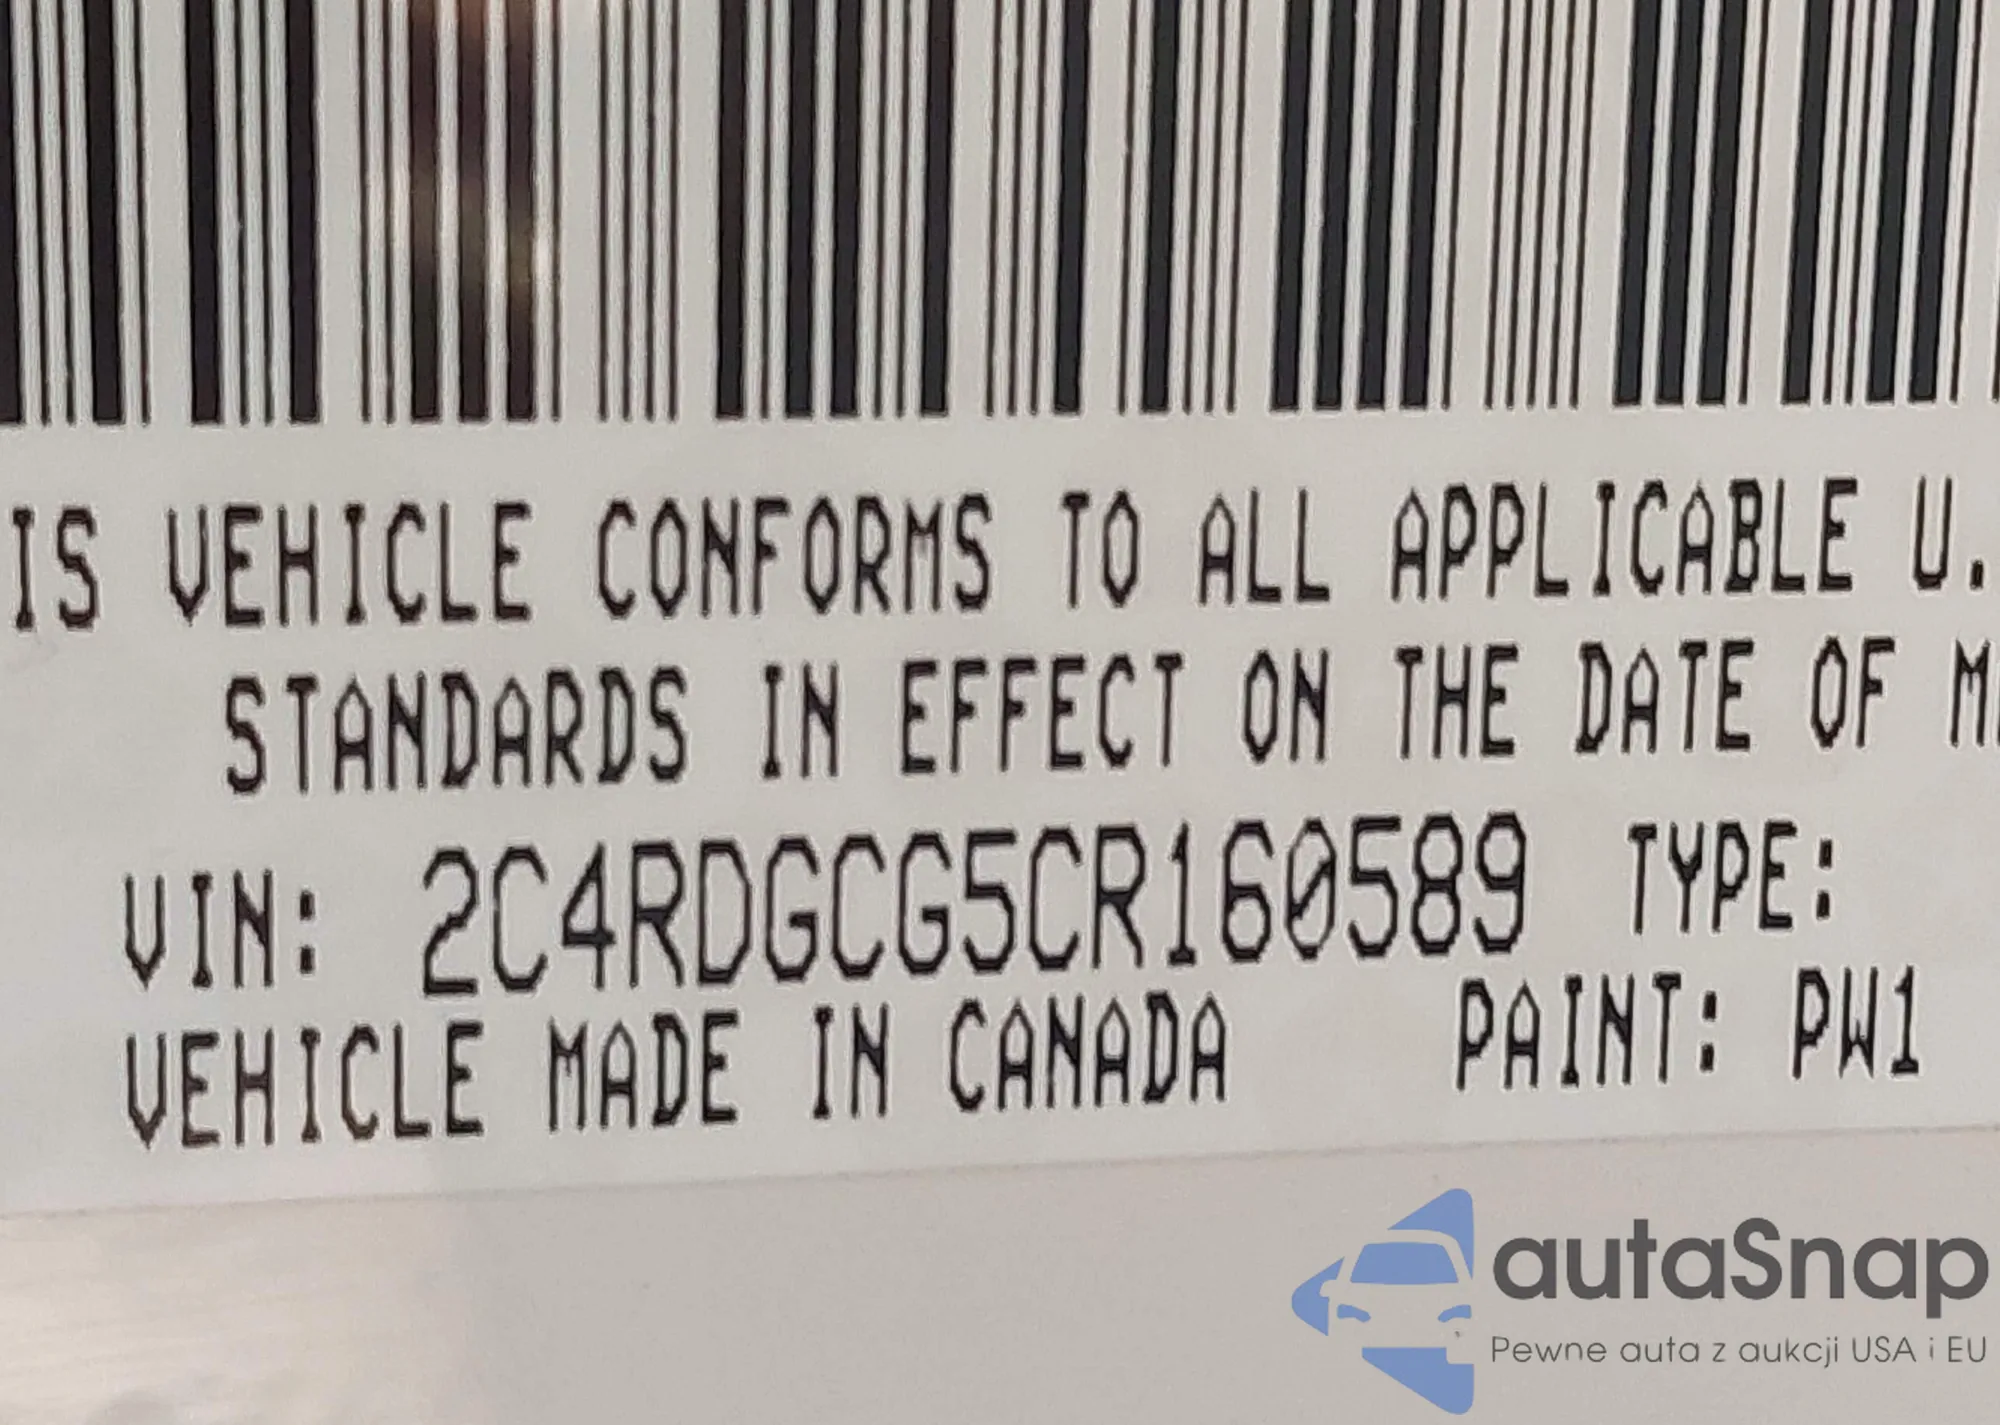 IS VEHICLE CONFORMS TO ALL APPLICABLE U.
STANDARDS IN EFFECT ON THE DATE OF M
VIN: 2C4RDGCG5CR160589 TYPE:
VEHICLE MADE IN CANADA PAINT: PW1
autaSnap
Pewne auta z aukcji USA i EU